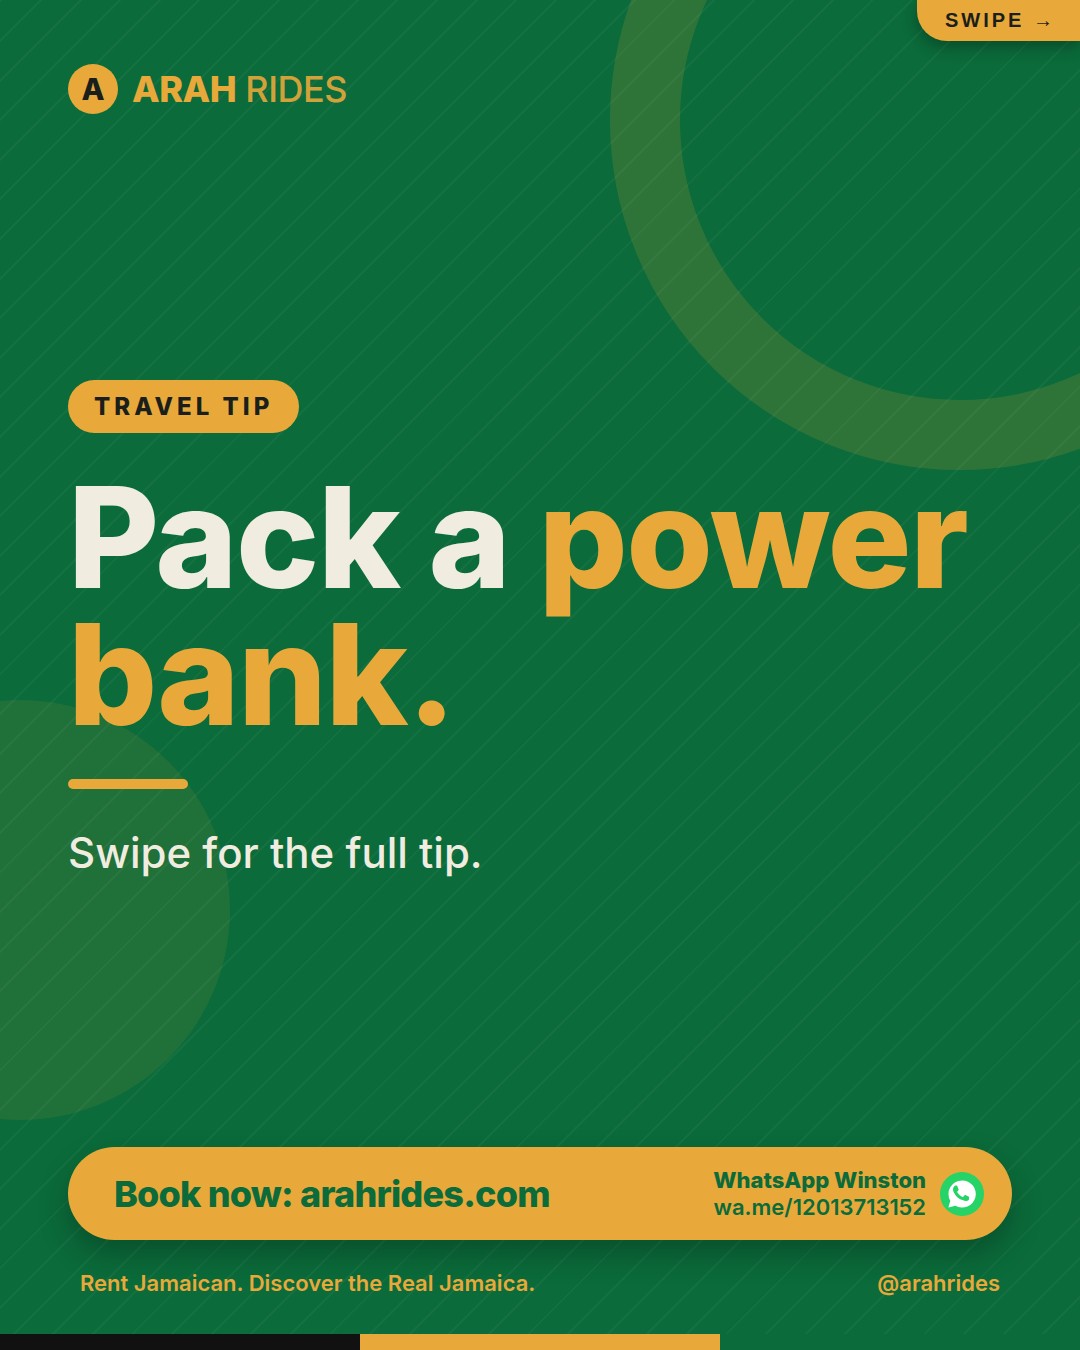 SWIPE →
A ARAH RIDES
TRAVEL TIP
Pack a power
bank.
Swipe for the full tip.
Book now: arahrides.com
WhatsApp Winston
wa.me/12013713152
Rent Jamaican. Discover the Real Jamaica.
@arahrides